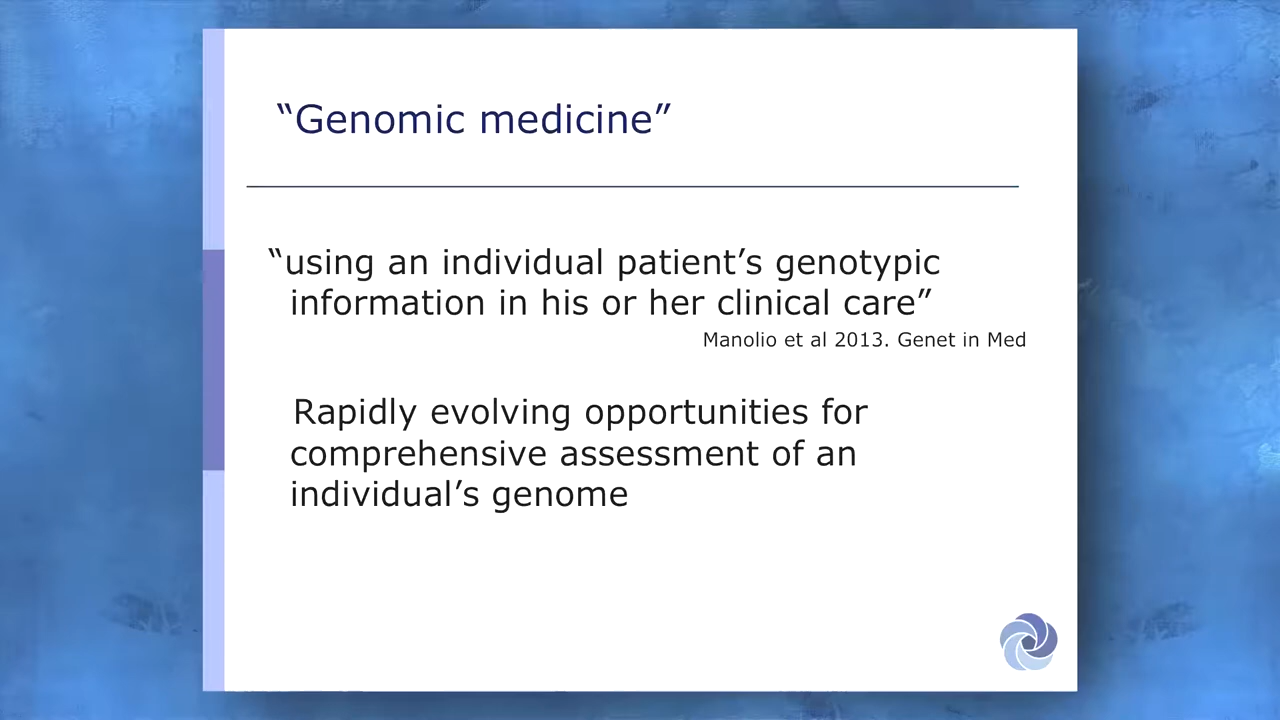 “Genomic medicine”
“using an individual patient’s genotypic
information in his or her clinical care”
Manolio et al 2013. Genet in Med
Rapidly evolving opportunities for
comprehensive assessment of an
individual’s genome